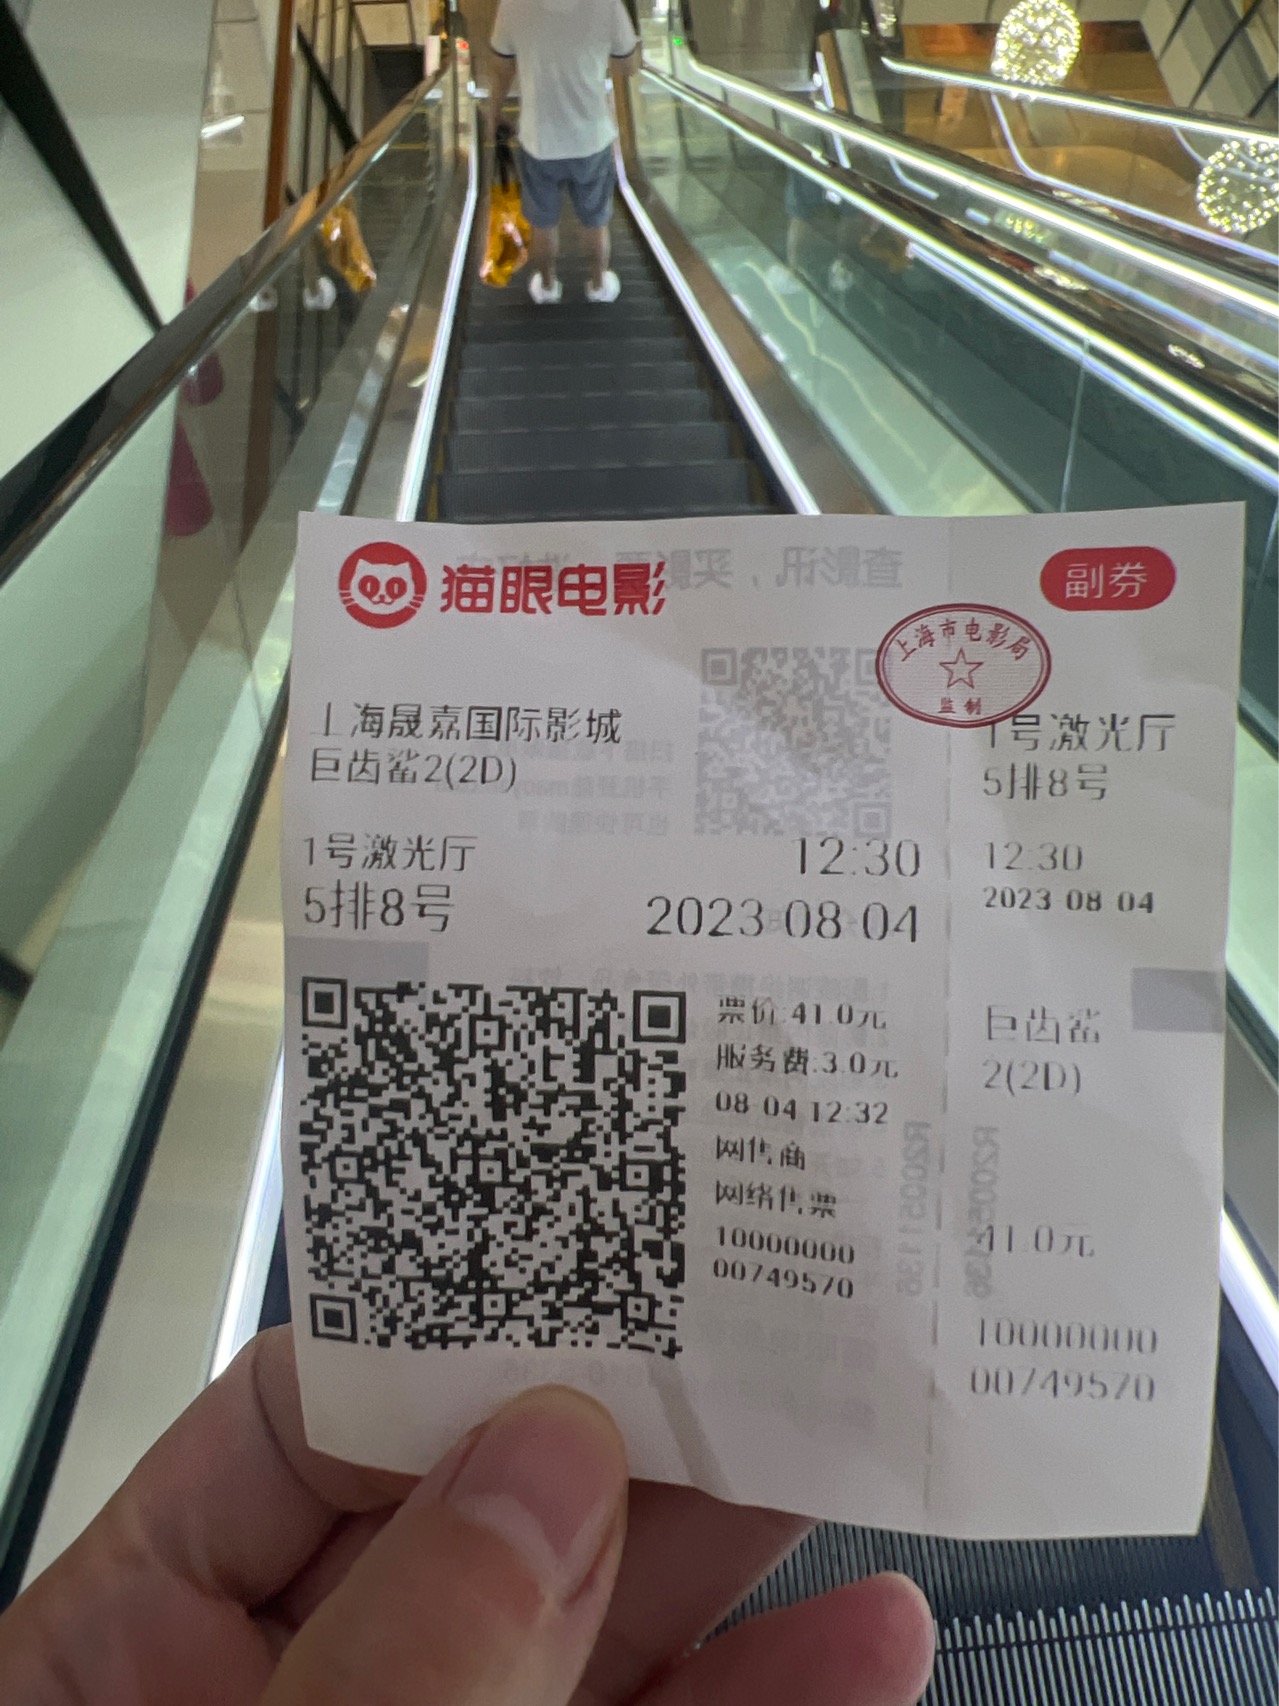 猫眼电影
副券
上海市电影局
监制
上海晟嘉国际影城
巨齿鲨2(2D)
1号激光厅
5排8号
12:30
2023 08 04
票价:41.0元
服务费:3.0元
08 04 12:32
网售商
网络售票
10000000
00749570
1号激光厅
5排8号
12:30
2023 08 04
巨齿鲨
2(2D)
41.0元
10000000
00749570